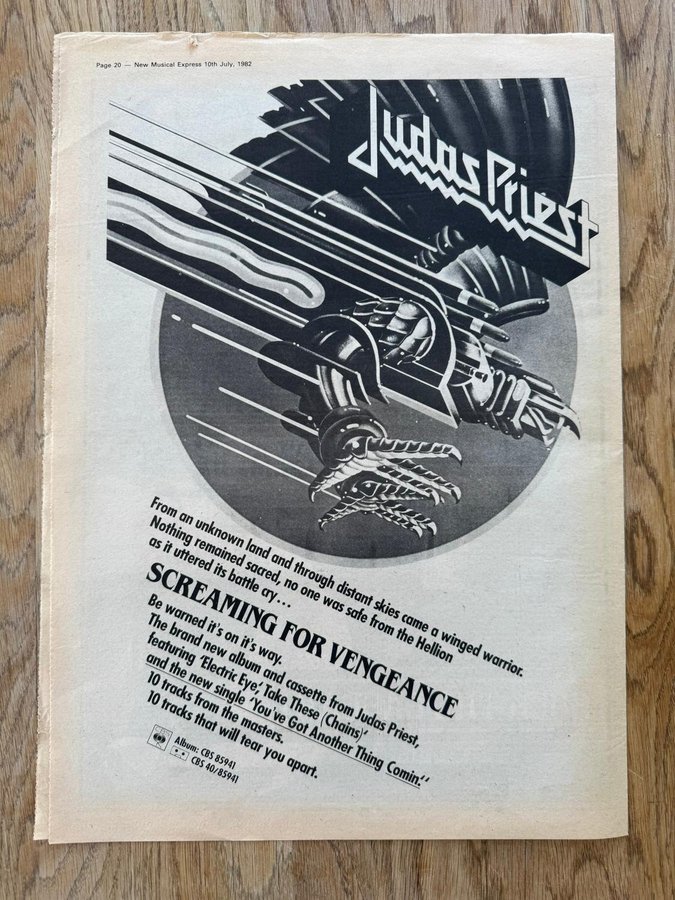 Page 20 — New Musical Express 10th July, 1982
Judas Priest
From an unknown land and through distant skies came a winged warrior.
Nothing remained sacred, no one was safe from the Hellion
as it uttered its battle cry...
SCREAMING FOR VENGEANCE
Be warned it's on it's way.
The brand new album and cassette from Judas Priest,
featuring 'Electric Eye,' Take These (Chains)'
and the new single 'You've Got Another Thing Comin.''
10 tracks from the masters.
10 tracks that will tear you apart.
CBS
Album: CBS 85941
CBS 40/85941